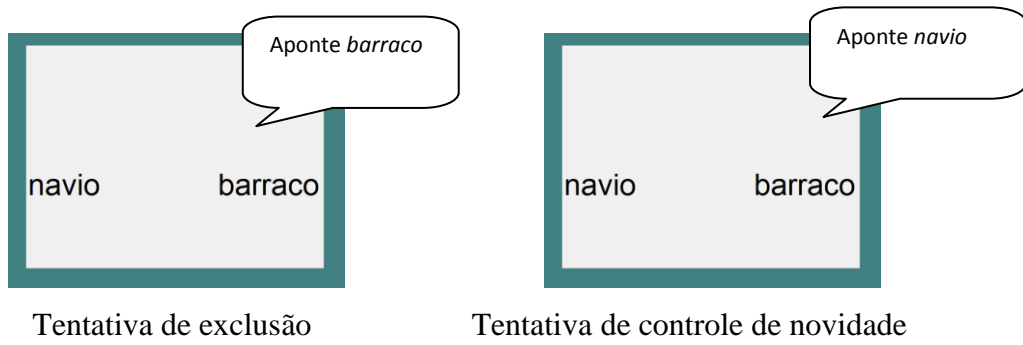 Aponte barraco
Aponte navio
navio barraco
navio barraco
Tentativa de exclusão
Tentativa de controle de novidade